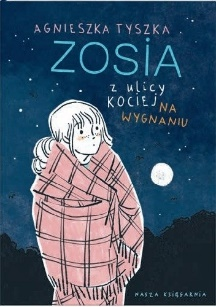 AGNIESZKA TYSZKA
ZOSIA
z ULICY
KOCIEJ NA
WYGNANIU
NASZA KSIĘGARNIA